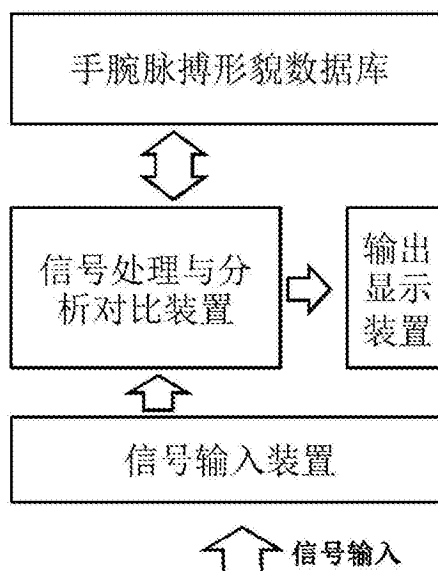 手腕脉搏形貌数据库
信号处理与分
析对比装置
输出
显示
装置
信号输入装置
信号输入